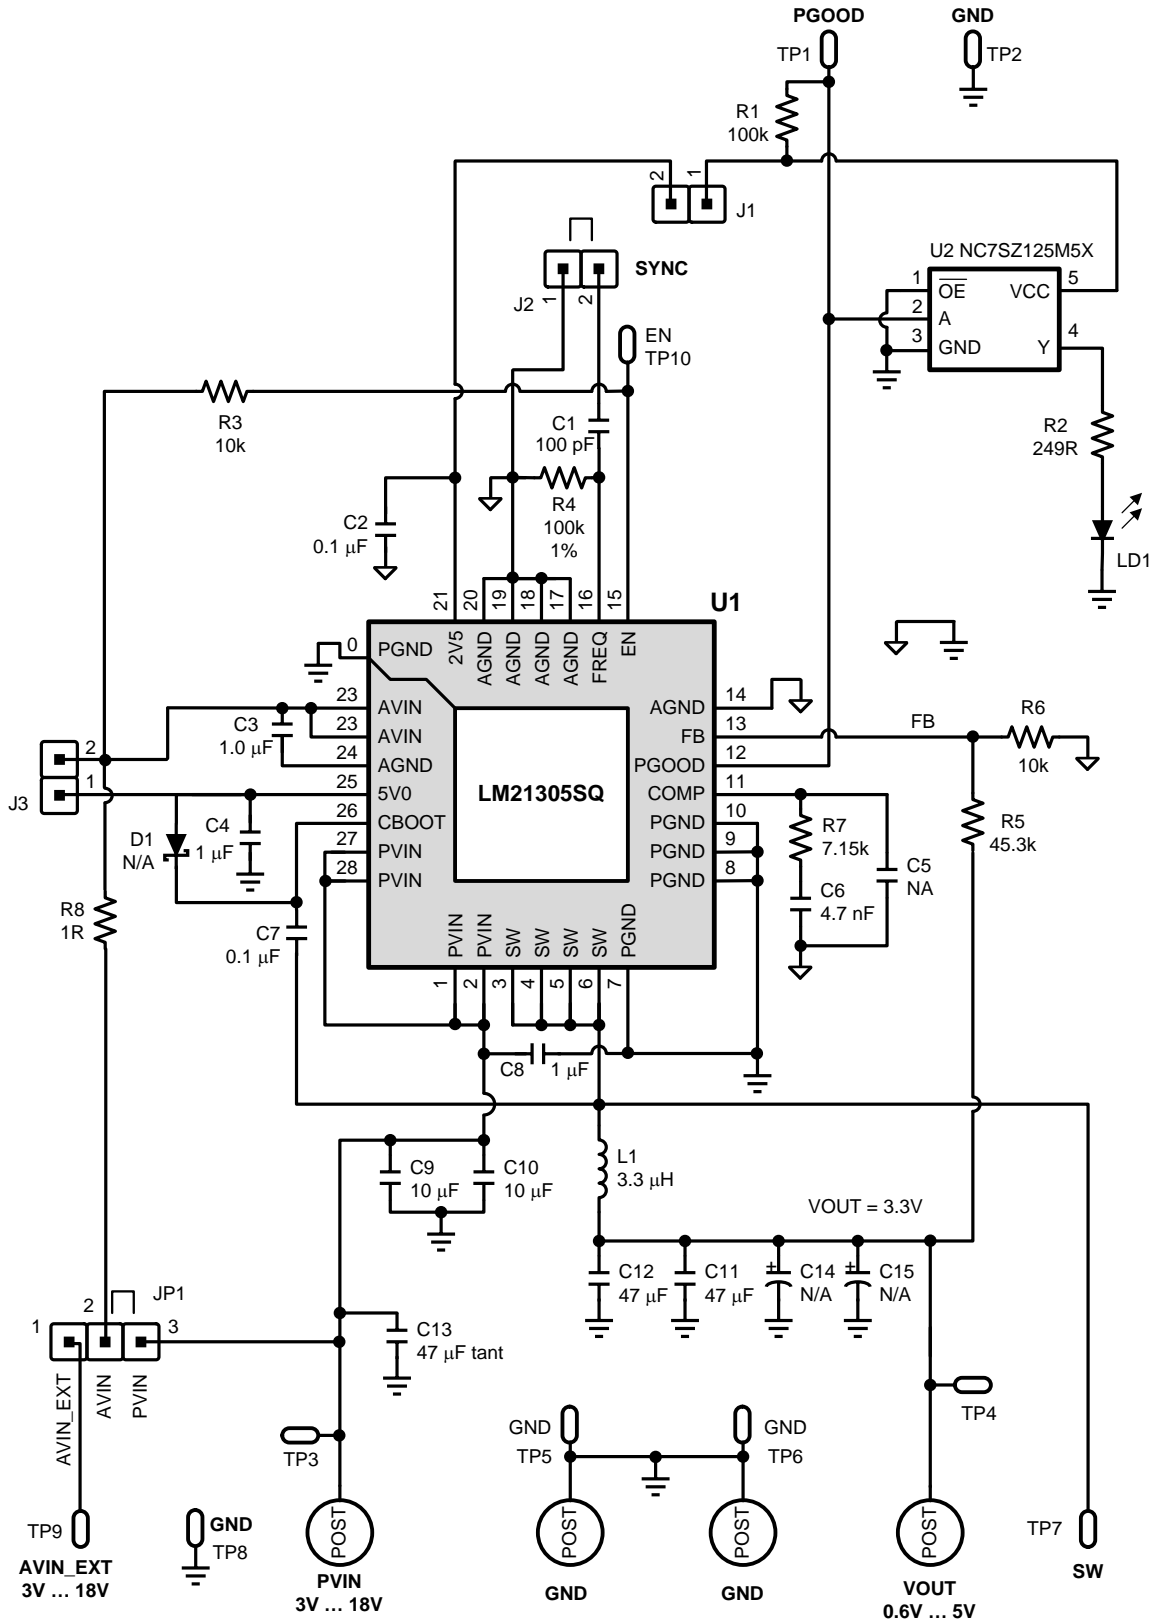 PGOOD
GND
TP1
TP2
R1
100k
2
1
J1
U2 NC7SZ125M5X
SYNC
J2
1
2
1
OE
VCC
5
2
A
3
GND
Y
4
EN
TP10
R3
10k
C1
100 pF
R2
249R
R4
100k
1%
C2
0.1 µF
LD1
21
20
19
18
17
16
15
U1
0
PGND
2V5
AGND
AGND
AGND
AGND
FREQ
EN
23
AVIN
AGND
14
C3
1.0 µF
23
AVIN
FB
13
FB
R6
10k
2
24
AGND
PGOOD
12
1
25
5V0
LM21305SQ
COMP
11
J3
26
CBOOT
PGND
10
D1
N/A
C4
1 µF
27
PVIN
PGND
9
R7
7.15k
R5
45.3k
28
PVIN
PGND
8
C5
NA
C6
4.7 nF
R8
1R
C7
0.1 µF
PVIN
PVIN
SW
SW
SW
SW
PGND
1
2
3
4
5
6
7
C8
1 µF
C9
10 µF
C10
10 µF
L1
3.3 µH
VOUT = 3.3V
C12
47 µF
C11
47 µF
+
C14
N/A
+
C15
N/A
JP1
1
2
3
C13
47 µF tant
AVIN_EXT
AVIN
PVIN
TP3
GND
TP5
GND
TP6
TP4
TP9
AVIN_EXT
3V ... 18V
GND
TP8
POST
PVIN
3V ... 18V
POST
GND
POST
GND
POST
VOUT
0.6V ... 5V
TP7
SW